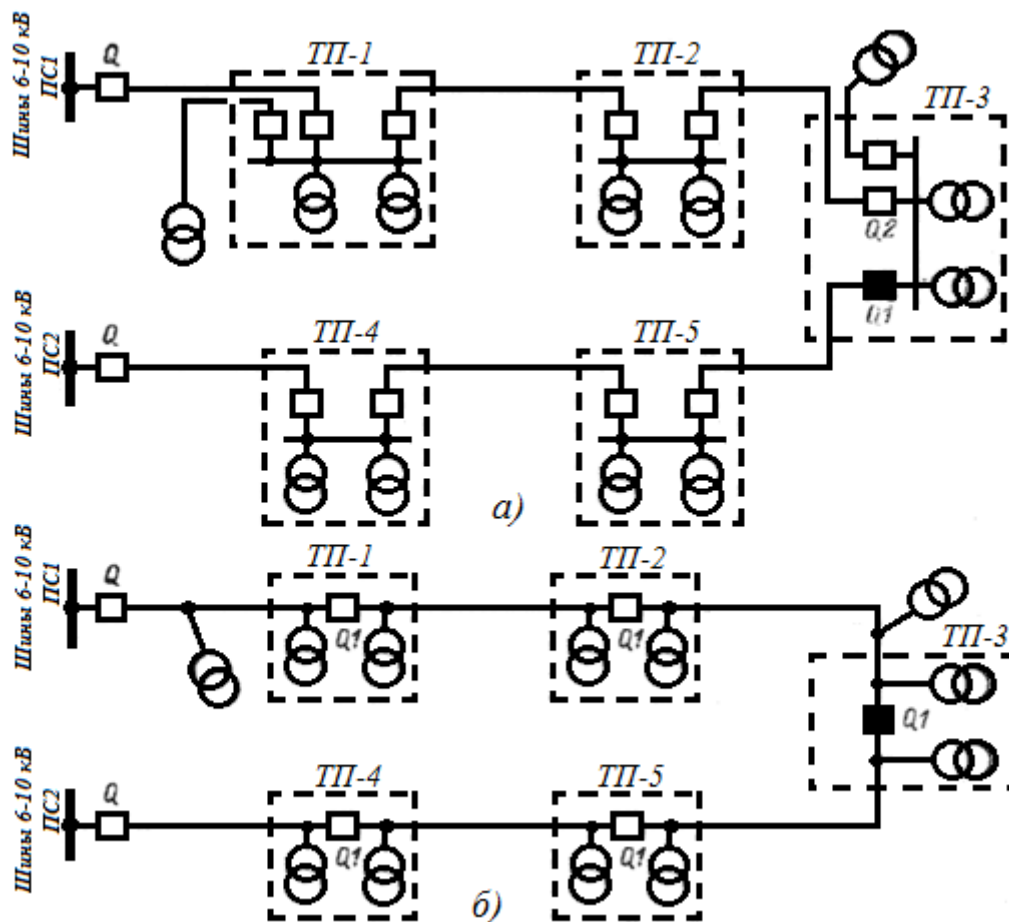 Шины 6-10 кВ
ПС1
Q
ТП-1
ТП-2
ТП-3
Q2
Q1
Шины 6-10 кВ
ПС2
Q
ТП-4
ТП-5
а)
Шины 6-10 кВ
ПС1
Q
ТП-1
Q1
ТП-2
Q1
ТП-3
Q1
Шины 6-10 кВ
ПС2
Q
ТП-4
Q1
ТП-5
Q1
б)